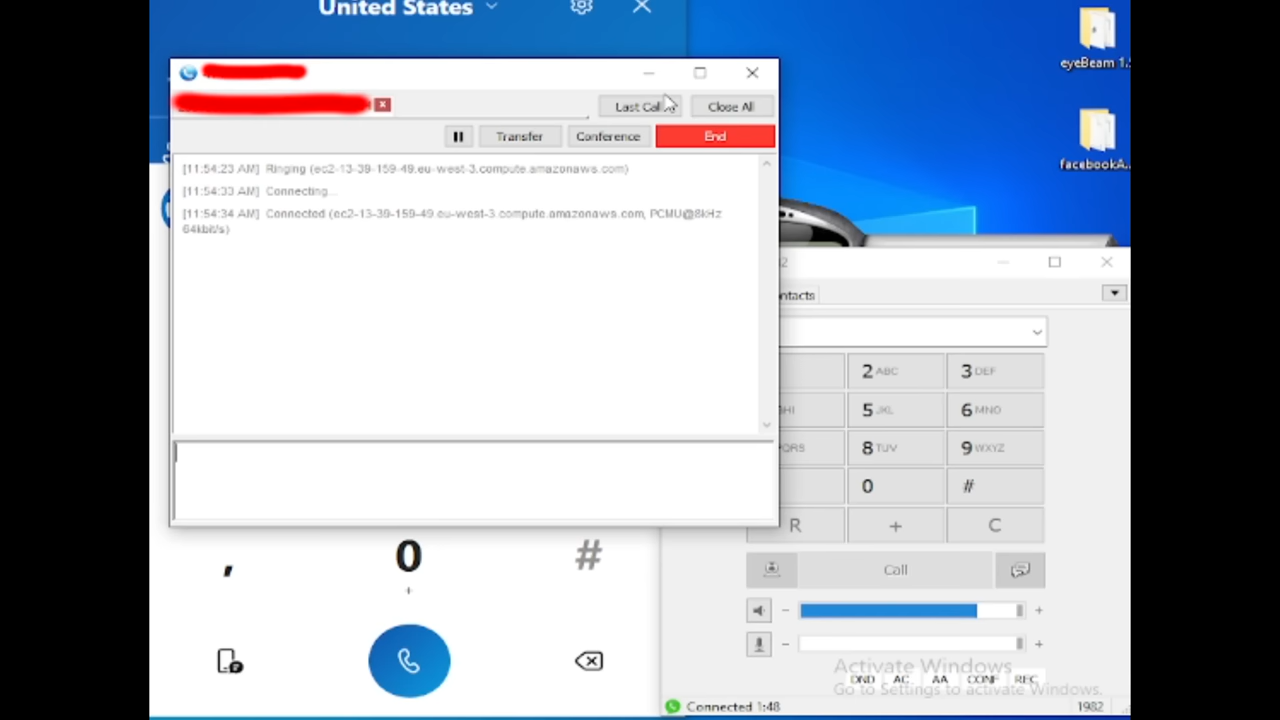 United States
eyeBeam 1.
facebookA...
Last Call
Close All
Transfer
Conference
End
[11:54:23 AM] Ringing (ec2-13-39-159-49.eu-west-3.compute.amazonaws.com)
[11:54:33 AM] Connecting...
[11:54:34 AM] Connected (ec2-13-39-159-49.eu-west-3.compute.amazonaws.com, PCMU@8kHz
64kbit/s)
2
ntacts
2 ABC
3 DEF
GHI
5 JKL
6 MNO
PQRS
8 TUV
9 WXYZ
0
#
R
+
C
,
0
#
+
Call
-
+
-
+
Activate Windows
DND
AC
AA
CONF
REC
Go to Settings to activate Windows.
Connected 1:48
1982